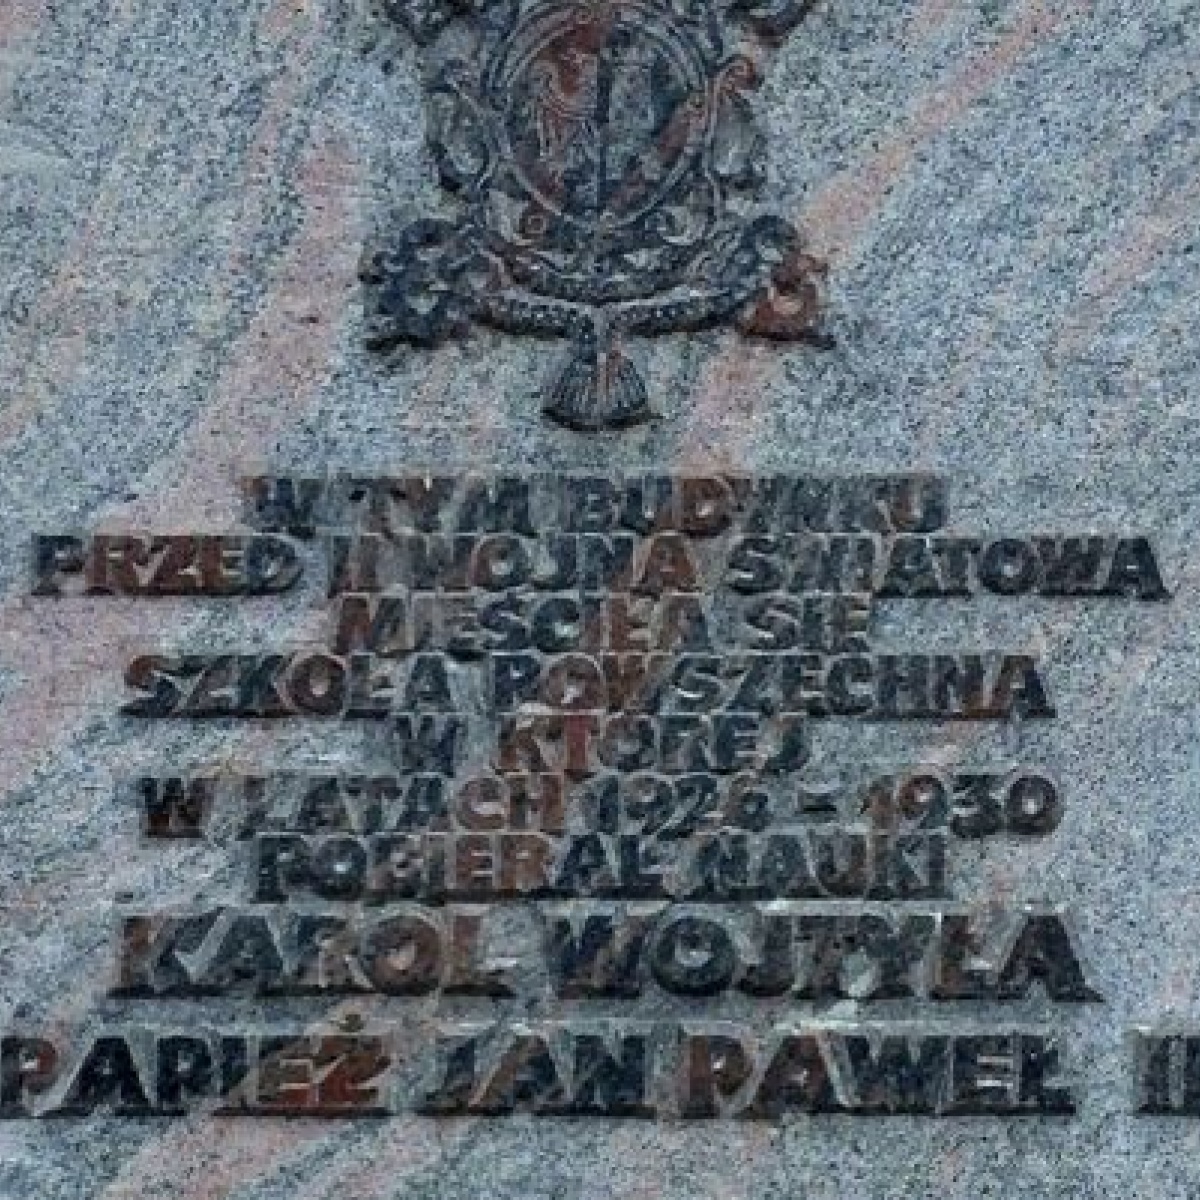 W TYM BUDYNKU
PRZED II WOJNĄ ŚWIATOWĄ
MIEŚCIŁA SIĘ
SZKOŁA POWSZECHNA
W KTÓREJ
W LATACH 1926 - 1930
POBIERAŁ NAUKI
KAROL WOJTYŁA
PAPIEŻ JAN PAWEŁ II